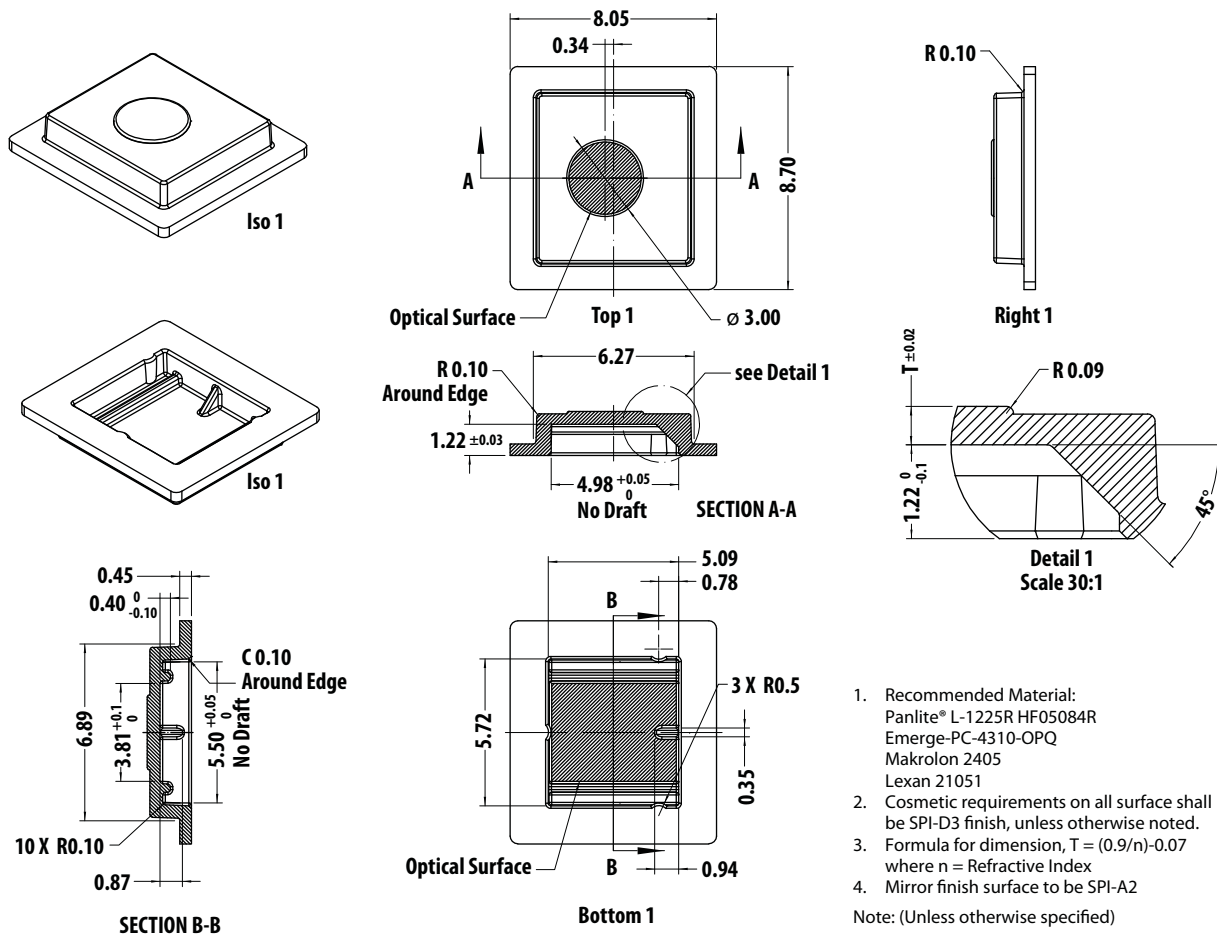 8.05
0.34
A
A
8.70
Optical Surface
Top 1
ø 3.00
Iso 1
R 0.10
Right 1
Iso 1
6.27
R 0.10
Around Edge
see Detail 1
1.22 ±0.03
4.98 +0.05
0
No Draft
SECTION A-A
T±0.02
R 0.09
1.22 0
-0.1
45°
Detail 1
Scale 30:1
0.45
0.40 0
-0.10
C 0.10
Around Edge
6.89
3.81 +0.1
0
5.50 +0.05
0
No Draft
10 X R0.10
0.87
SECTION B-B
5.09
0.78
B
3 X R0.5
5.72
0.35
Optical Surface
B
0.94
Bottom 1
1. Recommended Material:
Panlite® L-1225R HF05084R
Emerge-PC-4310-OPQ
Makrolon 2405
Lexan 21051
2. Cosmetic requirements on all surface shall
be SPI-D3 finish, unless otherwise noted.
3. Formula for dimension, T = (0.9/n)-0.07
where n = Refractive Index
4. Mirror finish surface to be SPI-A2
Note: (Unless otherwise specified)